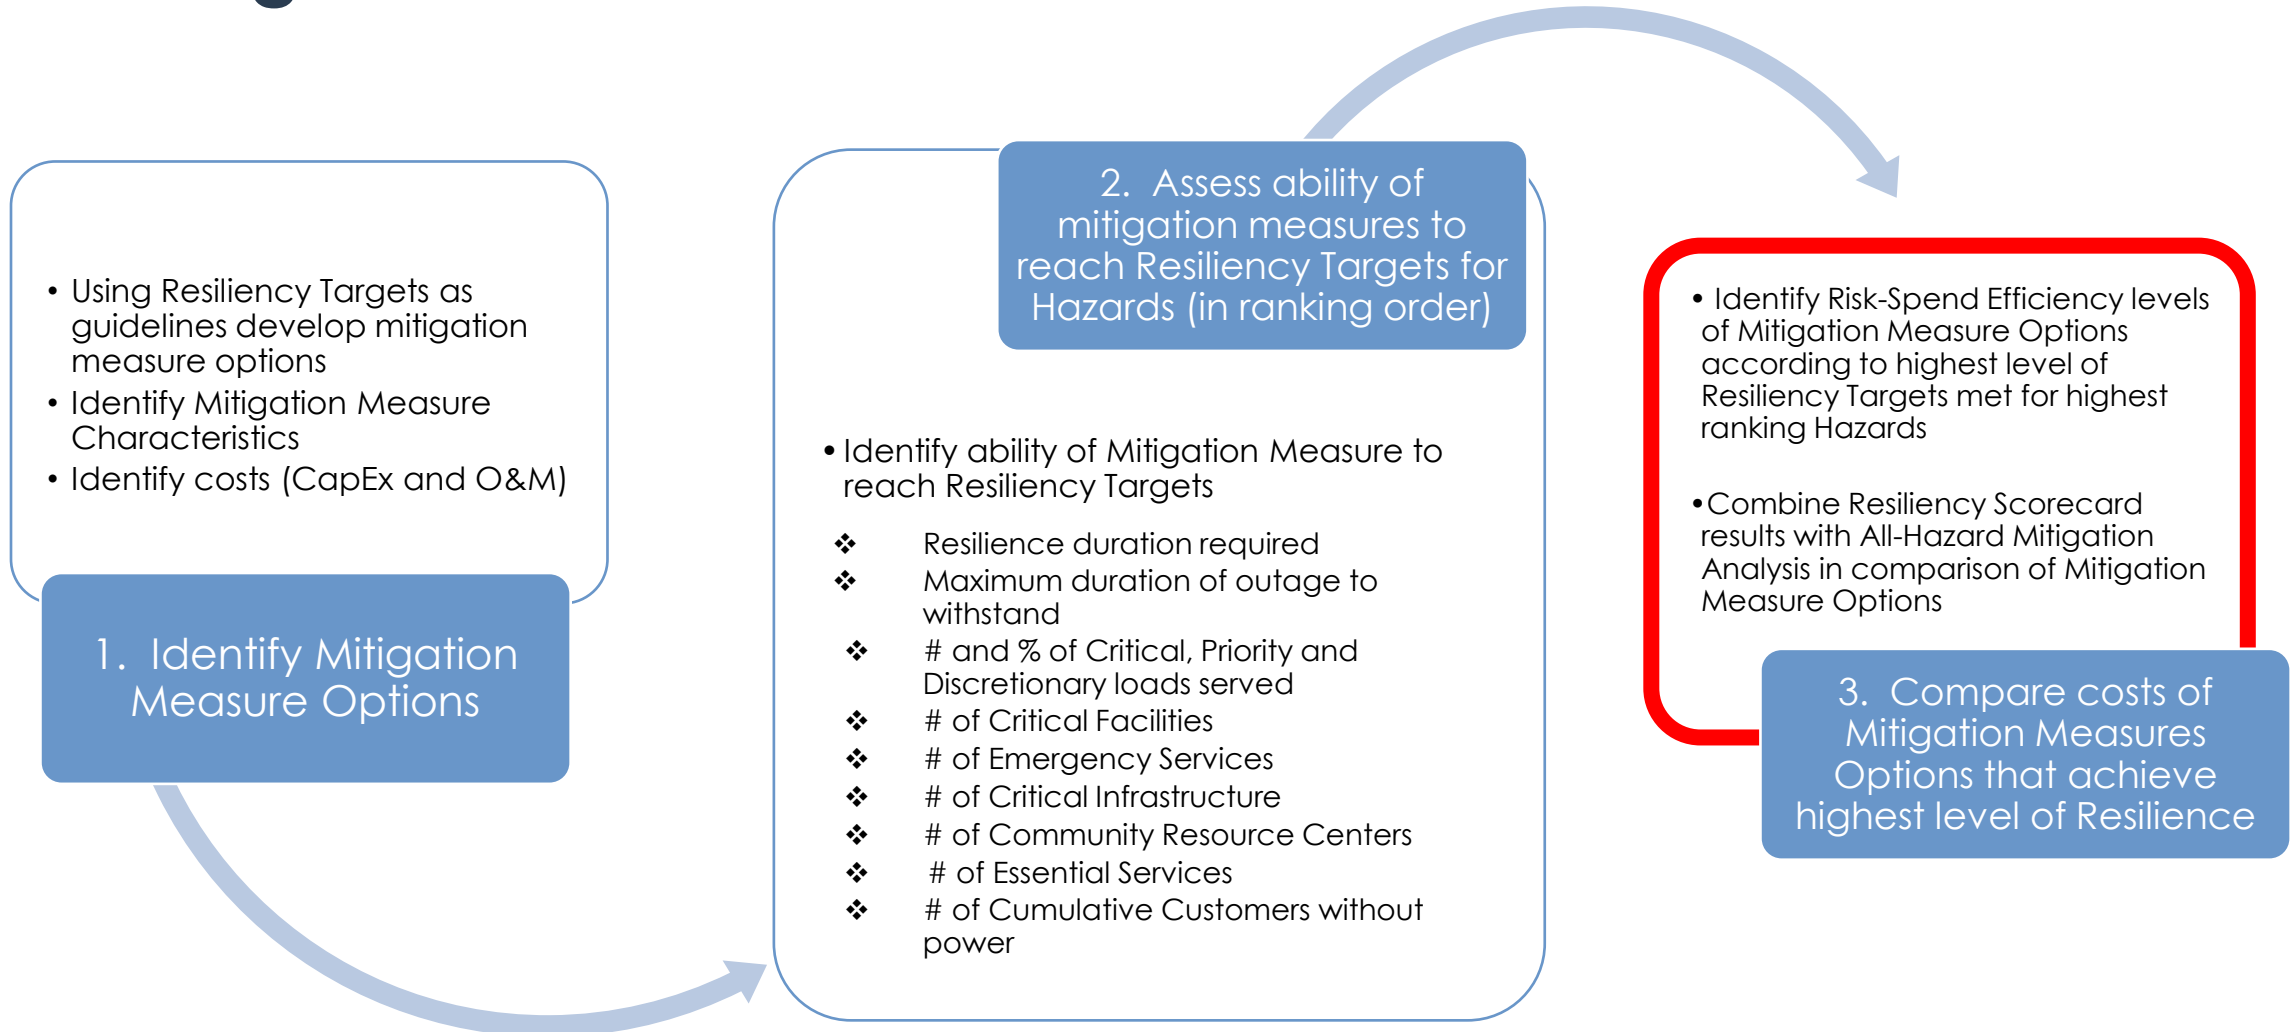 • Using Resiliency Targets as
guidelines develop mitigation
measure options
• Identify Mitigation Measure
Characteristics
• Identify costs (CapEx and O&M)
1. Identify Mitigation
Measure Options
2. Assess ability of
mitigation measures to
reach Resiliency Targets for
Hazards (in ranking order)
• Identify ability of Mitigation Measure to
reach Resiliency Targets
❖ Resilience duration required
❖ Maximum duration of outage to
withstand
❖ # and % of Critical, Priority and
Discretionary loads served
❖ # of Critical Facilities
❖ # of Emergency Services
❖ # of Critical Infrastructure
❖ # of Community Resource Centers
❖ # of Essential Services
❖ # of Cumulative Customers without
power
• Identify Risk-Spend Efficiency levels
of Mitigation Measure Options
according to highest level of
Resiliency Targets met for highest
ranking Hazards
• Combine Resiliency Scorecard
results with All-Hazard Mitigation
Analysis in comparison of Mitigation
Measure Options
3. Compare costs of
Mitigation Measures
Options that achieve
highest level of Resilience